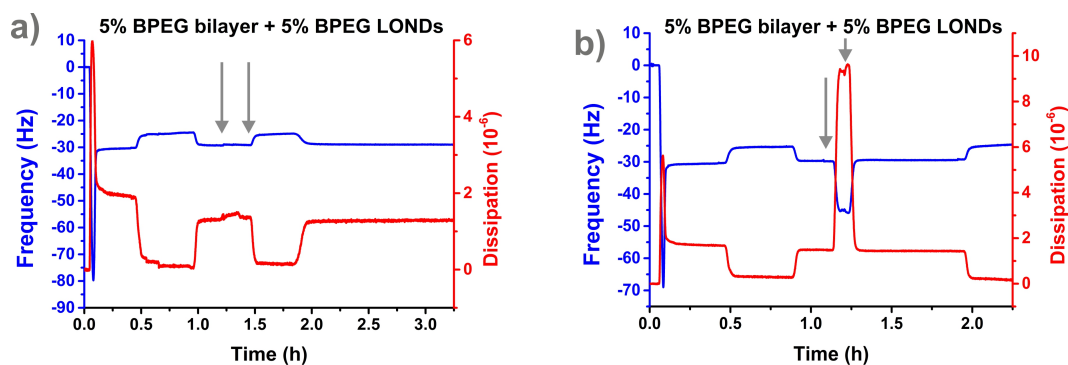 a)
5% BPEG bilayer + 5% BPEG LONDs
Frequency (Hz)
10
0
-10
-20
-30
-40
-50
-60
-70
-80
-90
6
4
2
0
Dissipation (10⁻⁶)
0.0 0.5 1.0 1.5 2.0 2.5 3.0
Time (h)
b)
5% BPEG bilayer + 5% BPEG LONDs
Frequency (Hz)
10
0
-10
-20
-30
-40
-50
-60
-70
10
8
6
4
2
0
Dissipation (10⁻⁶)
0.0 0.5 1.0 1.5 2.0
Time (h)